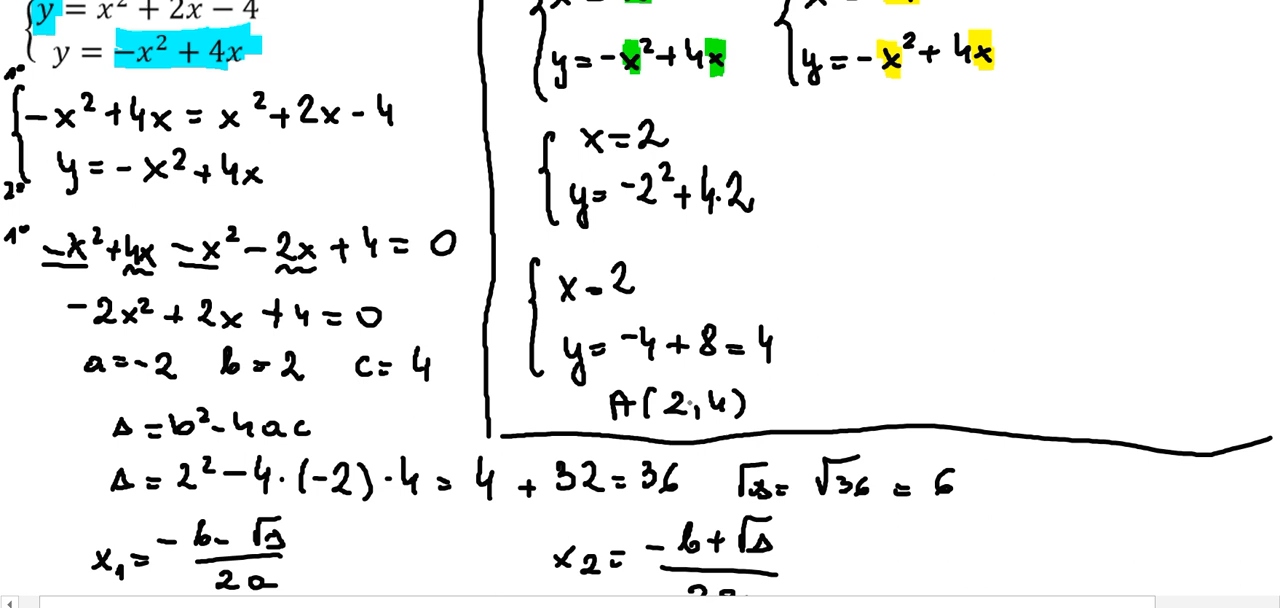 y = x² + 2x − 4
y = −x² + 4x
1°
-x²+4x = x²+2x-4
y = -x²+4x
2°
1° -x²+4x-x²-2x+4=0
-2x²+2x+4=0
a=-2 b=2 c=4
Δ=b²-4ac
Δ=2²-4·(-2)·4=4+32=36 √Δ=√36=6
x₁=-b-√Δ/2a
x₂=-b+√Δ
y=-x²+4x
x=2
y=-2²+4·2
x=2
y=-4+8=4
A(2,4)
y=-x²+4x